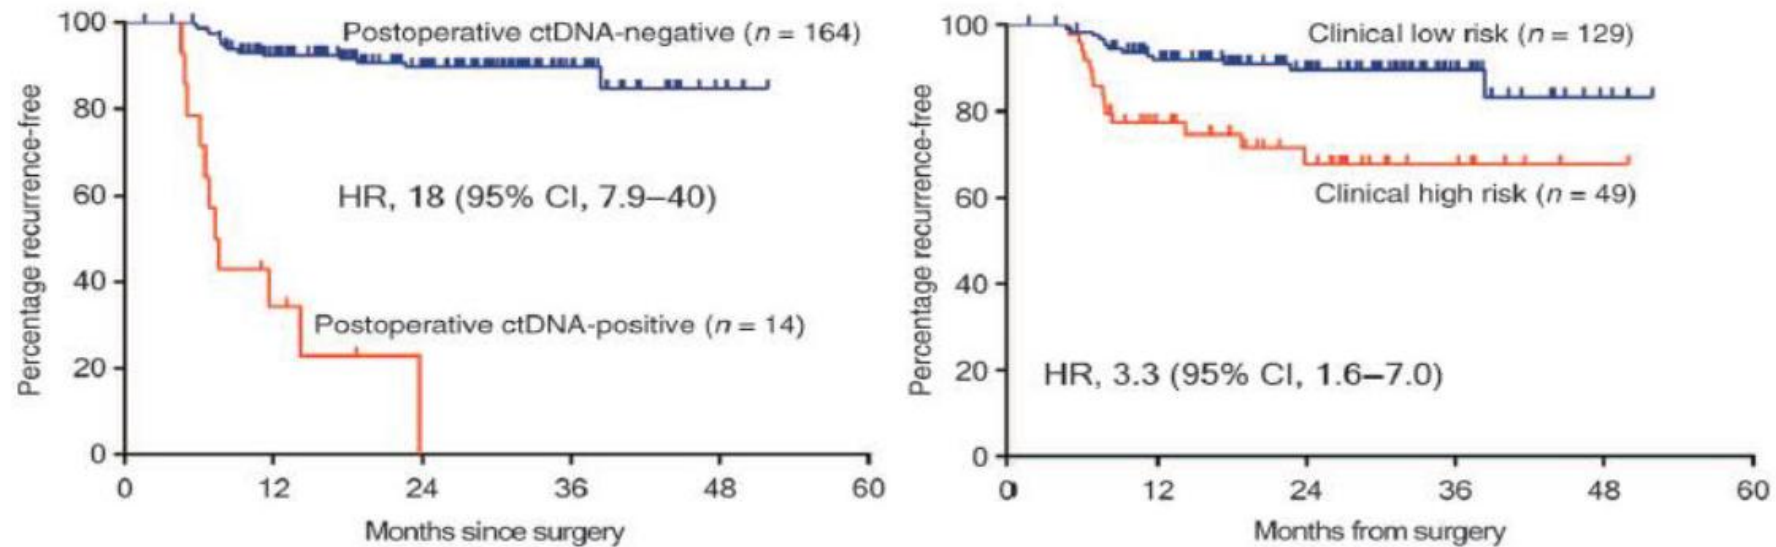 Percentage recurrence-free
100
80
60
40
20
0
Postoperative ctDNA-negative (n = 164)
HR, 18 (95% CI, 7.9–40)
Postoperative ctDNA-positive (n = 14)
0 12 24 36 48 60
Months since surgery
Percentage recurrence-free
100
80
60
40
20
0
Clinical low risk (n = 129)
Clinical high risk (n = 49)
HR, 3.3 (95% CI, 1.6–7.0)
0 12 24 36 48 60
Months from surgery